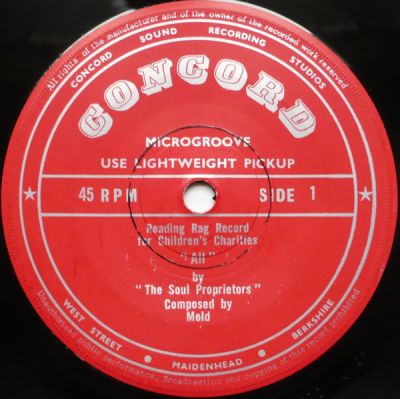 All rights of the manufacturer and of the owner of the recorded work reserved
CONCORD SOUND RECORDING STUDIOS
CONCORD
MICROGROOVE
USE LIGHTWEIGHT PICKUP
45 RPM SIDE 1
Reading Rag Record
for Children's Charities
"All"
by
"The Soul Proprietors"
Composed by
Meld
WEST STREET • MAIDENHEAD • BERKSHIRE
Unauthorised public performance, Broadcasting and copying of this record prohibited